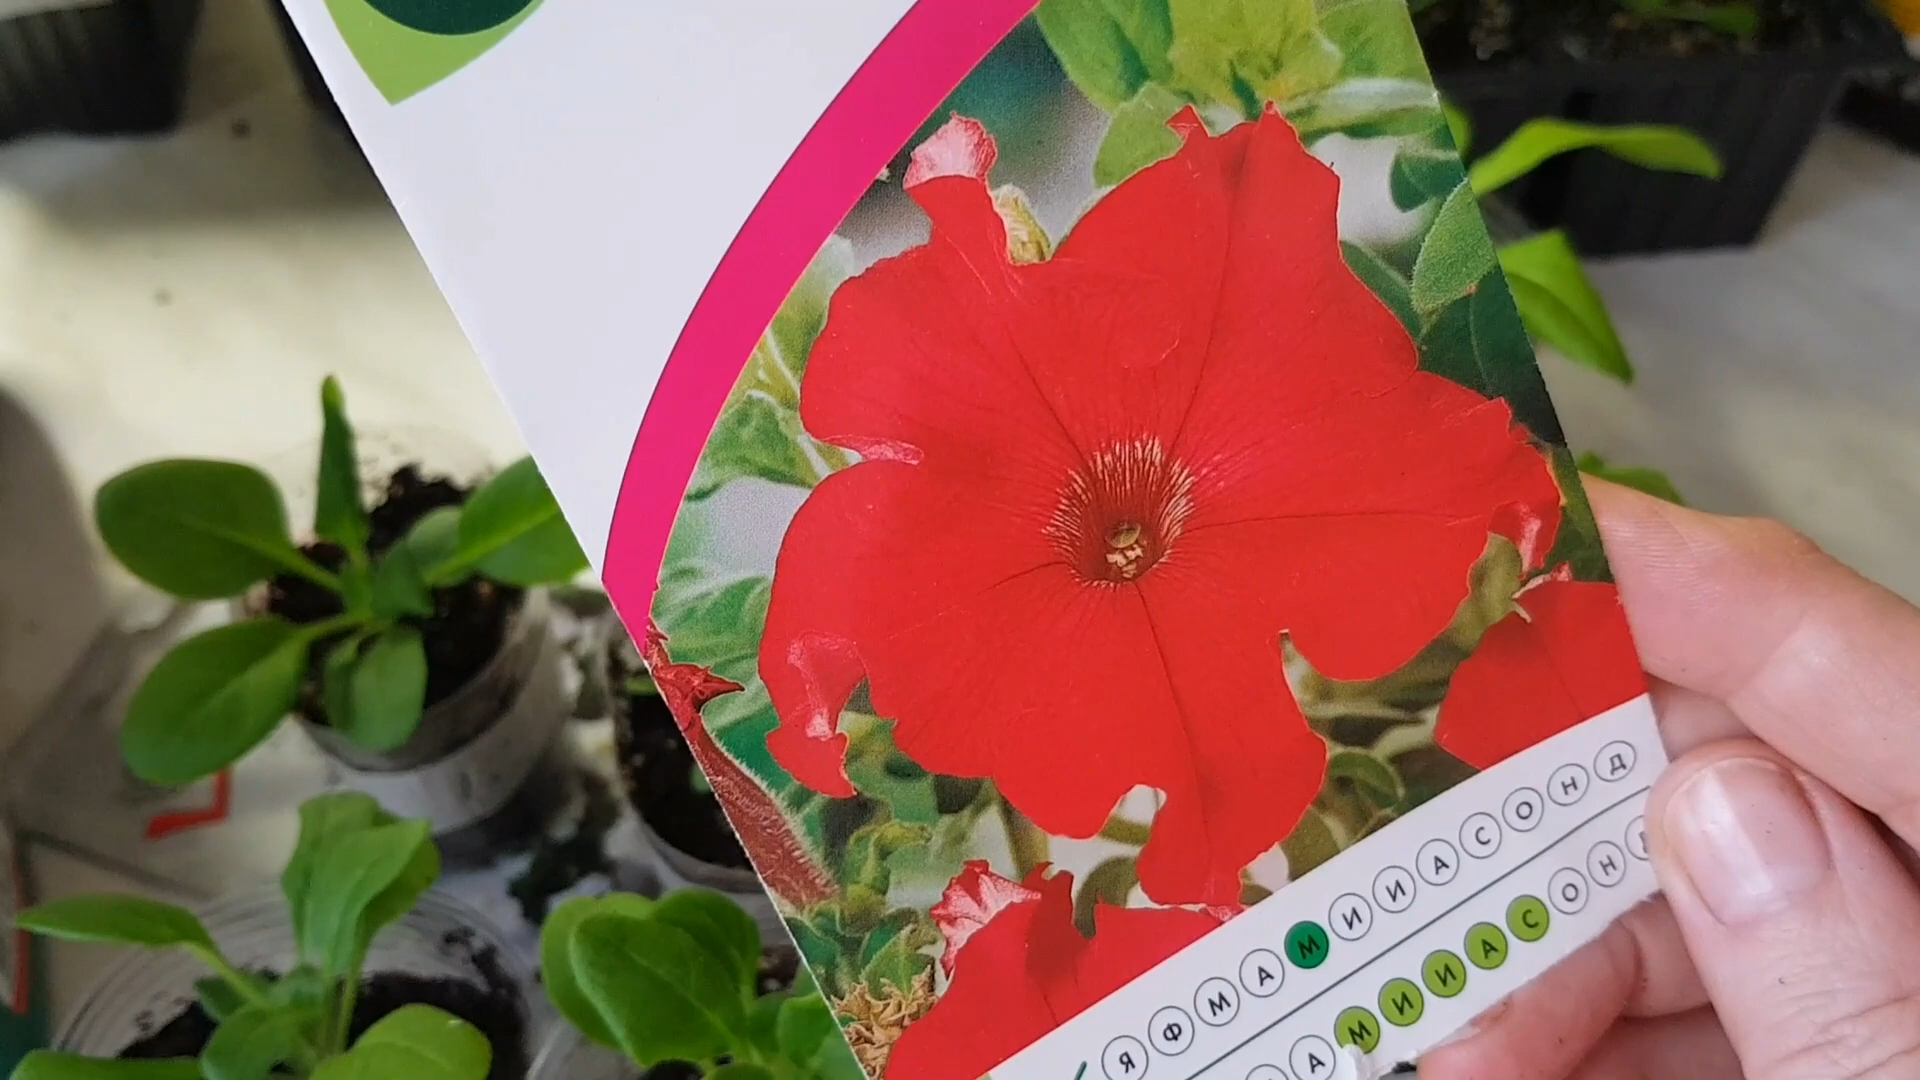 Я Ф М А М И И А С О Н Д
А М И И А С О Н